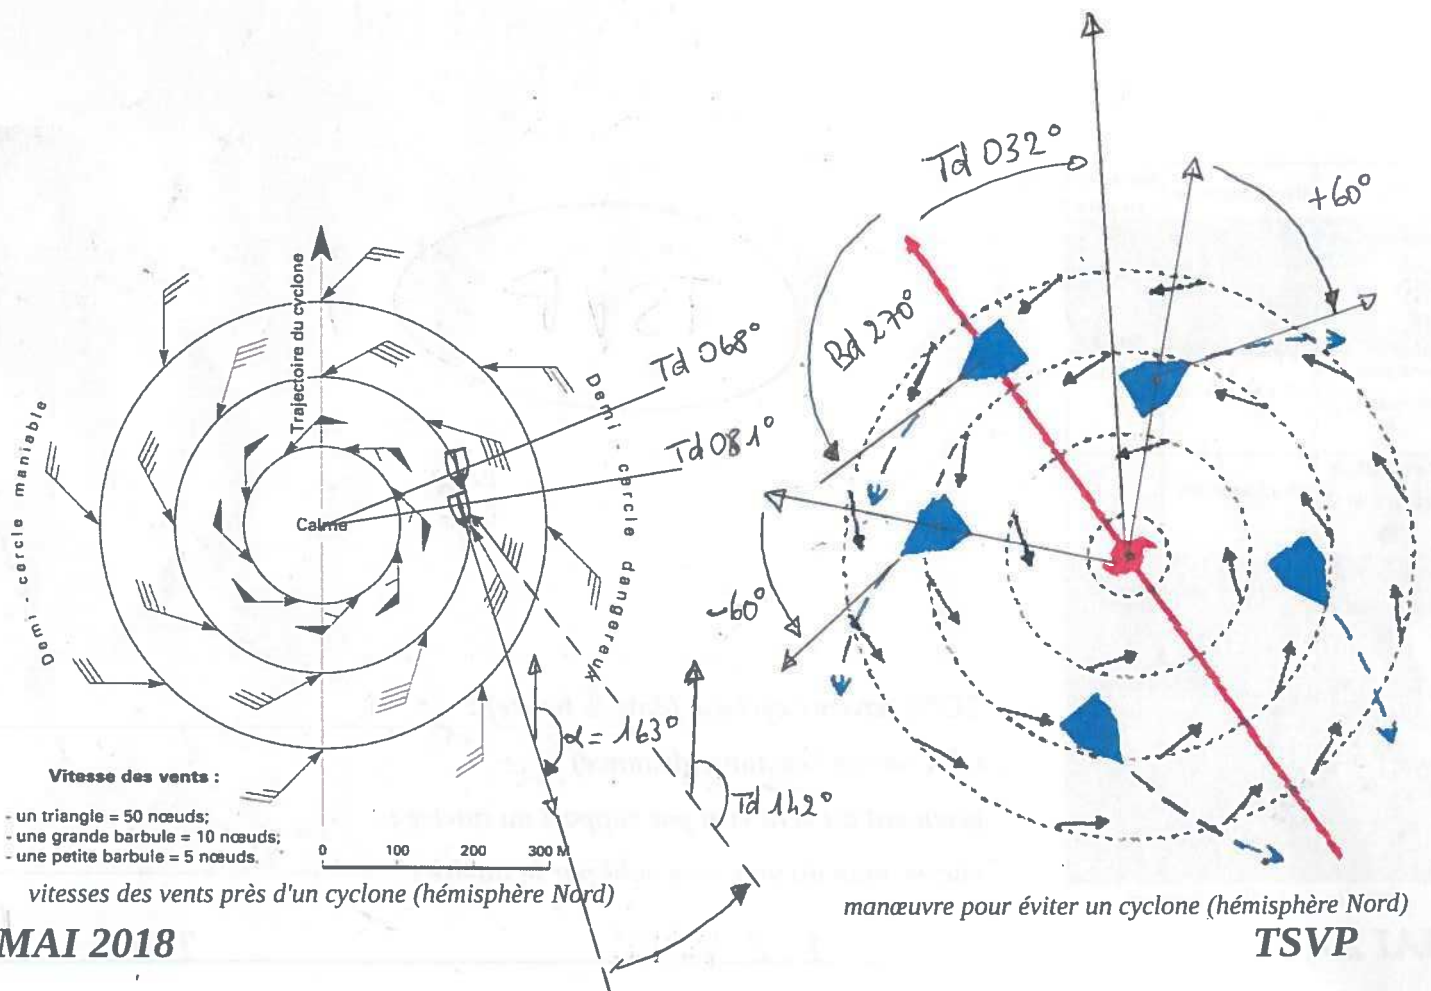 Trajectoire du cyclone
Calme
Demi-cercle maniable
Demi-cercle dangereux
Td 068°
Td 081°
α = 163°
Td 142°
Vitesse des vents :
- un triangle = 50 nœuds;
- une grande barbule = 10 nœuds;
- une petite barbule = 5 nœuds.
0 100 200 300 M
vitesses des vents près d'un cyclone (hémisphère Nord)
MAI 2018
Td 032°
+60°
Bd 270°
-60°
manœuvre pour éviter un cyclone (hémisphère Nord)
TSVP